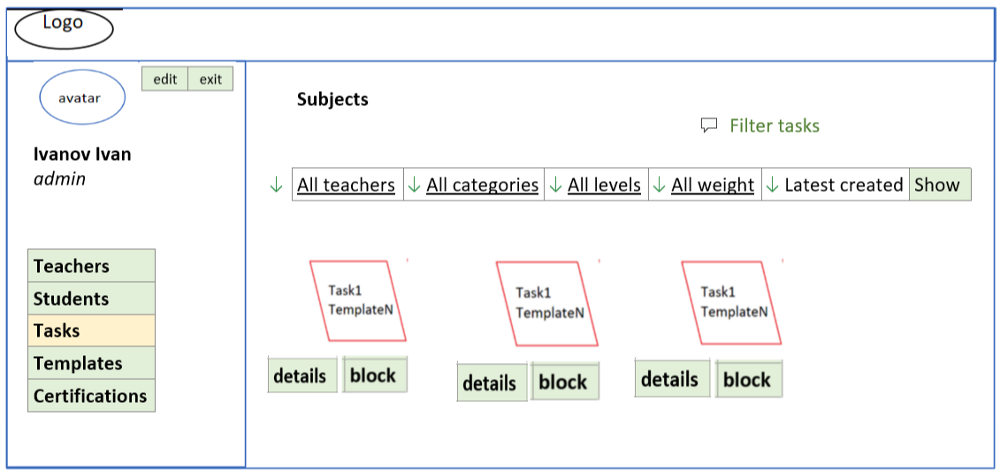 Logo
edit exit
avatar
Ivanov Ivan
admin
Teachers
Students
Tasks
Templates
Certifications
Subjects
Filter tasks
↓ All teachers ↓ All categories ↓ All levels ↓ All weight ↓ Latest created Show
Task1
TemplateN
details block
Task1
TemplateN
details block
Task1
TemplateN
details block